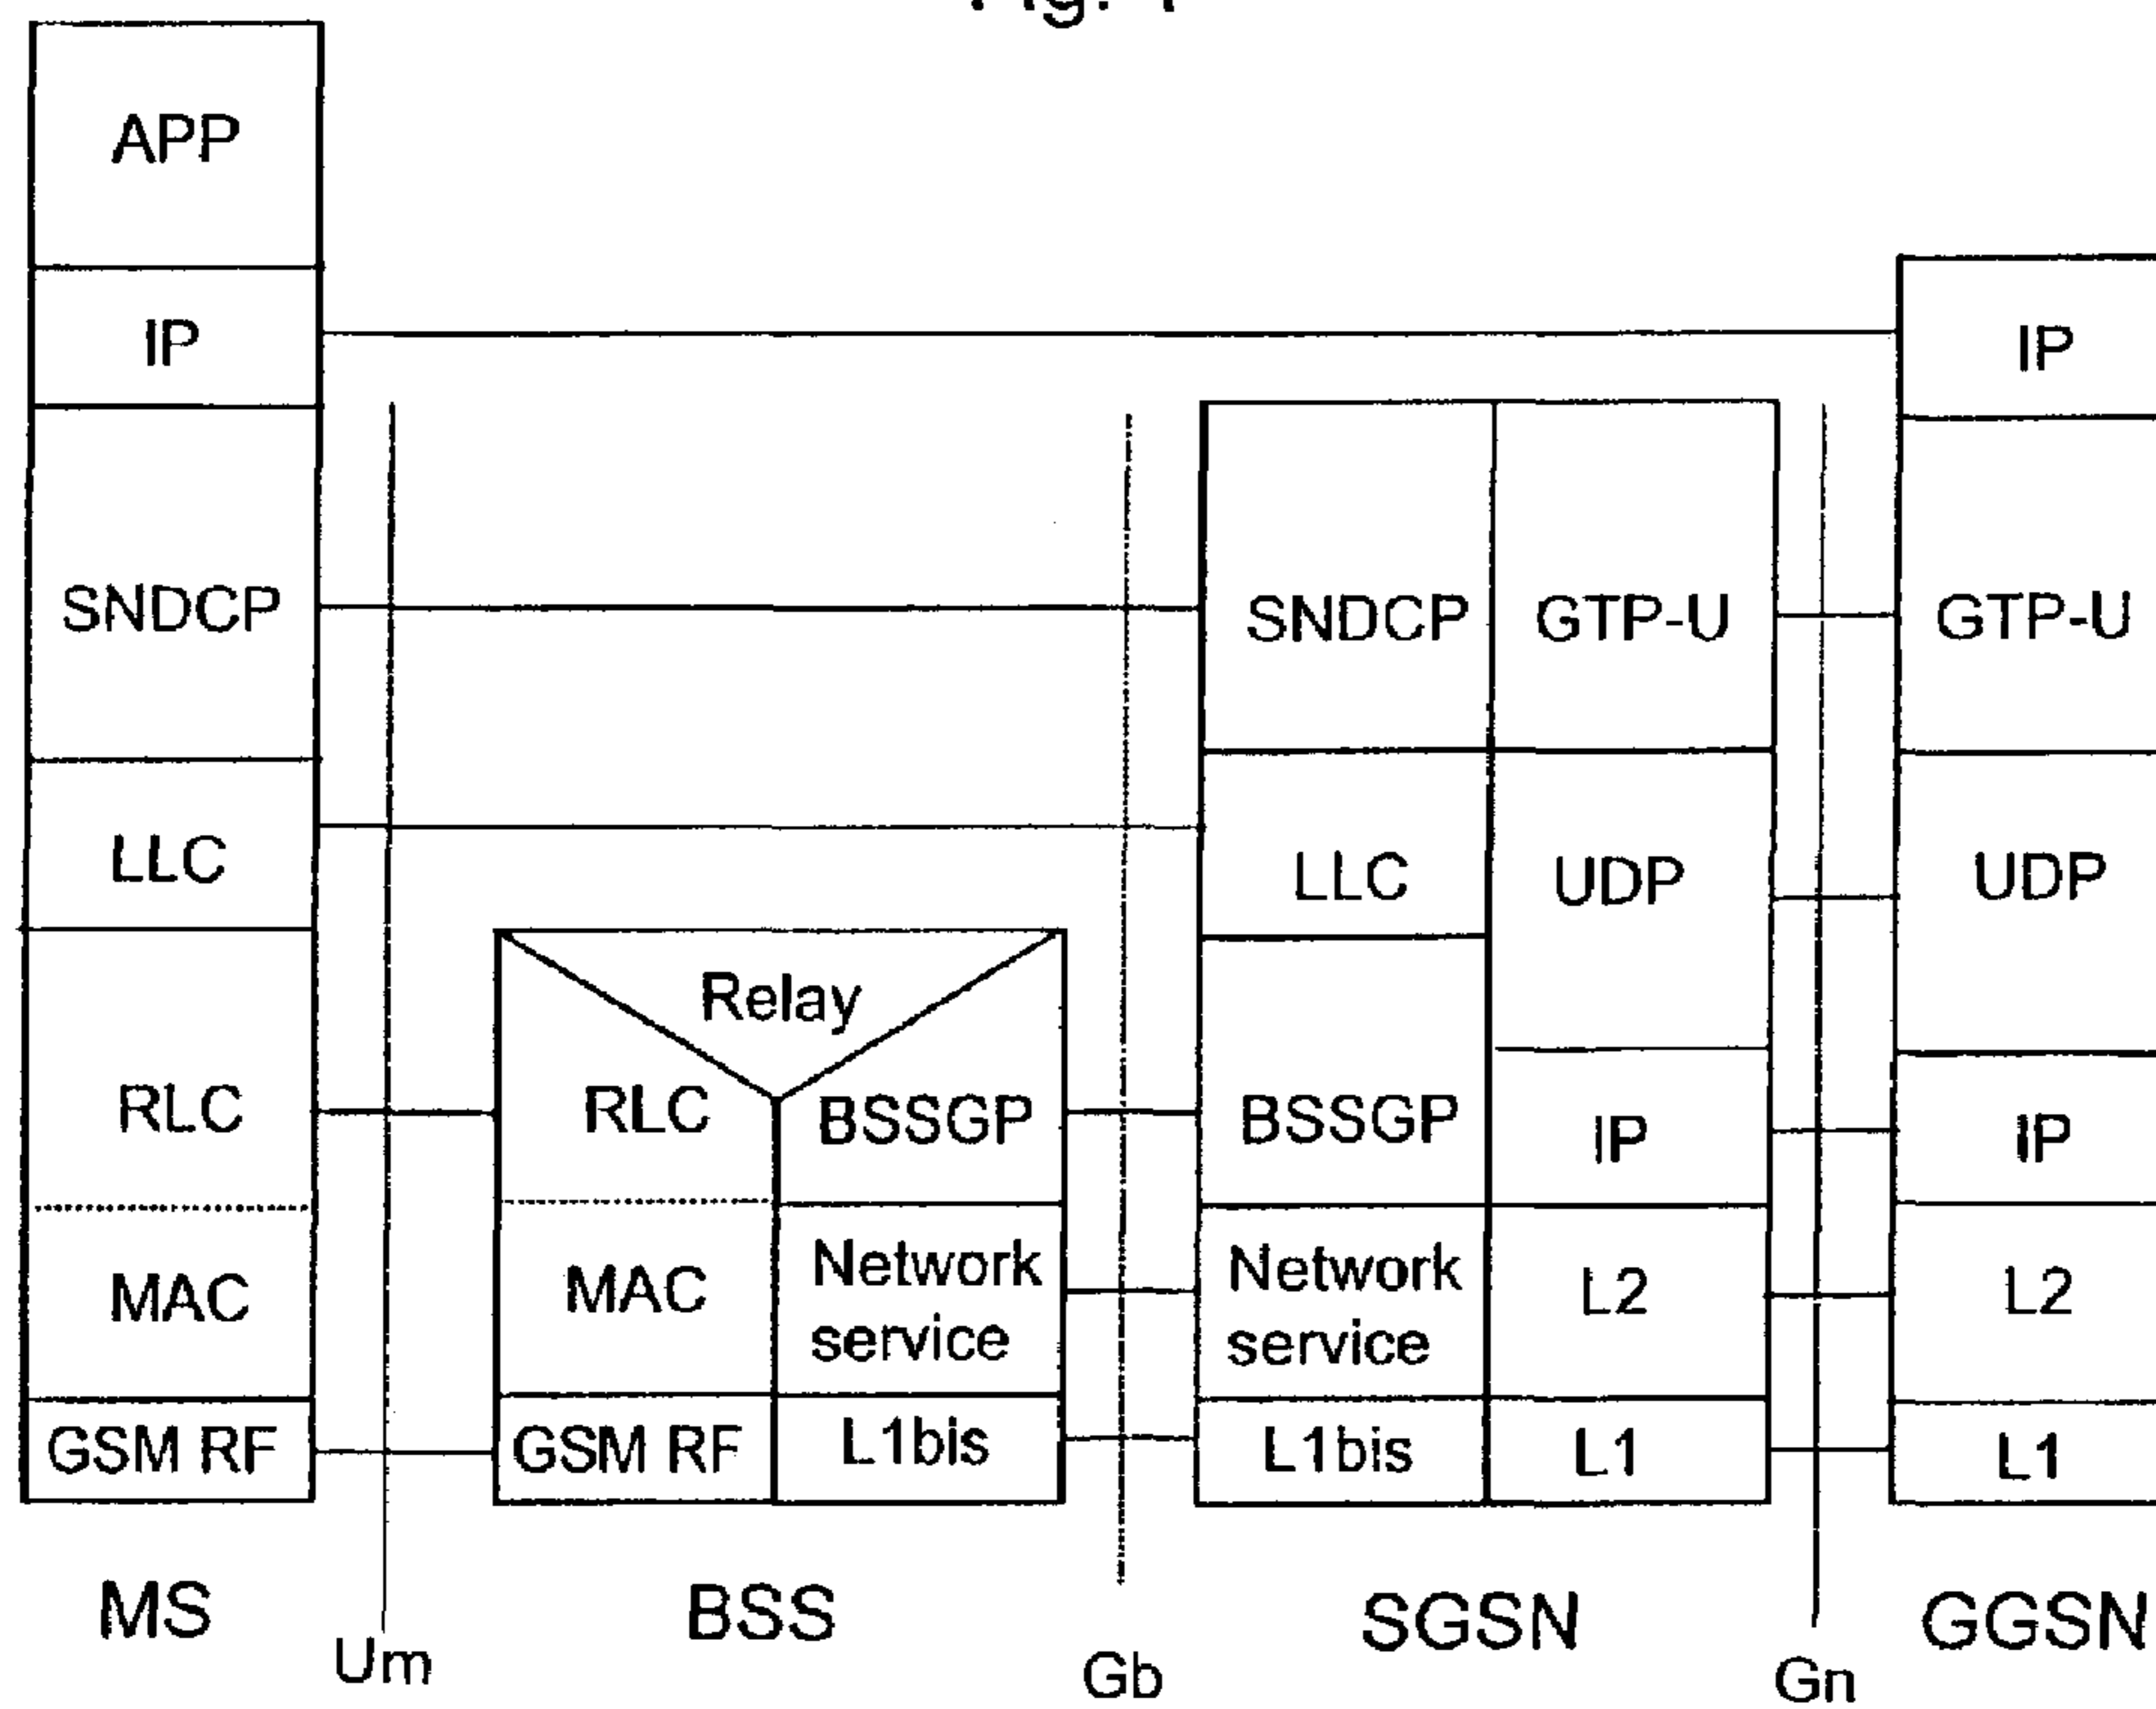 APP
IP
SNDCP
LLC
RLC
MAC
GSM RF
MS
Um
Relay
RLC
BSSGP
MAC
Network
service
GSM RF
L1bis
BSS
Gb
SNDCP
GTP-U
LLC
UDP
BSSGP
IP
Network
service
L2
L1bis
L1
SGSN
Gn
IP
GTP-U
UDP
IP
L2
L1
GGSN